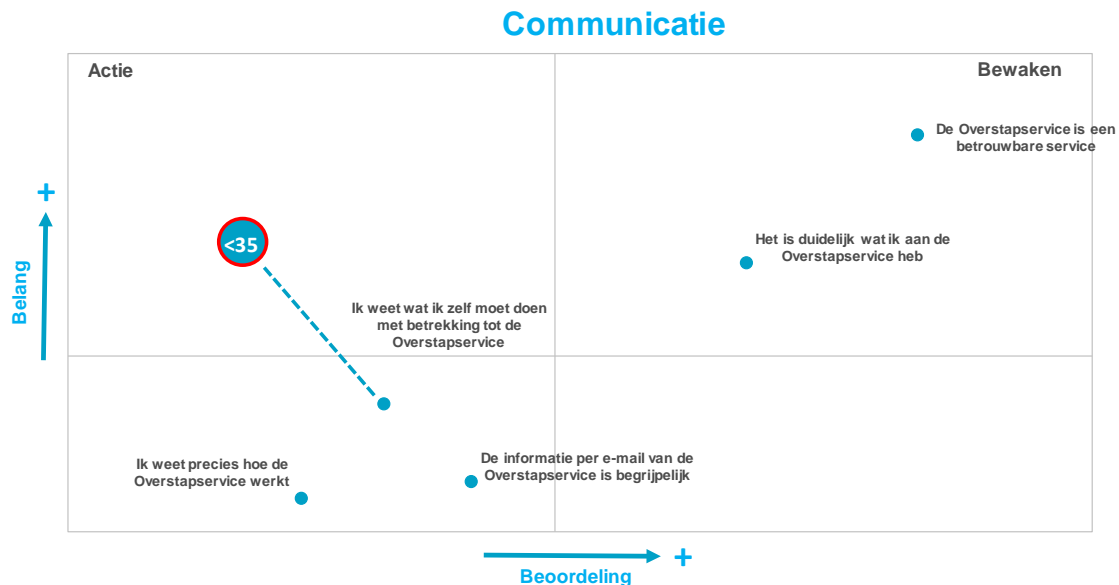 Communicatie
Actie
Bewaken
De Overstapservice is een
betrouwbare service
+
<35
Het is duidelijk wat ik aan de
Overstapservice heb
Belang
Ik weet wat ik zelf moet doen
met betrekking tot de
Overstapservice
De informatie per e-mail van de
Overstapservice is begrijpelijk
Ik weet precies hoe de
Overstapservice werkt
+
Beoordeling